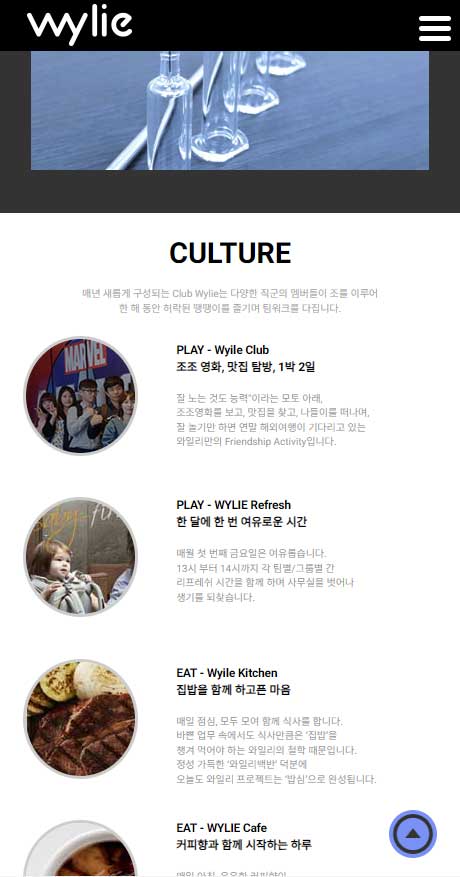 wylie
MARVEL
CULTURE
매년 새롭게 구성되는 Club Wylie는 다양한 직군의 멤버들이 조를 이루어
한 해 동안 허락된 땡땡이를 즐기며 팀워크를 다집니다.
PLAY - Wyile Club
조조 영화, 맛집 탐방, 1박 2일
잘 노는 것도 능력"이라는 모토 아래,
조조영화를 보고, 맛집을 찾고, 나들이를 떠나며,
잘 놀기만 하면 연말 해외여행이 기다리고 있는
와일리만의 Friendship Activity입니다.
PLAY - WYLIE Refresh
한 달에 한 번 여유로운 시간
매월 첫 번째 금요일은 여유롭습니다.
13시 부터 14시까지 각 팀별/그룹별 간
리프레쉬 시간을 함께 하며 사무실을 벗어나
생기를 되찾습니다.
EAT - Wyile Kitchen
집밥을 함께 하고픈 마음
매일 점심, 모두 모여 함께 식사를 합니다.
바쁜 업무 속에서도 식사만큼은 '집밥'을
챙겨 먹어야 하는 와일리의 철학 때문입니다.
정성 가득한 '와일리백반' 덕분에
오늘도 와일리 프로젝트는 '밥심'으로 완성됩니다.
EAT - WYLIE Cafe
커피향과 함께 시작하는 하루